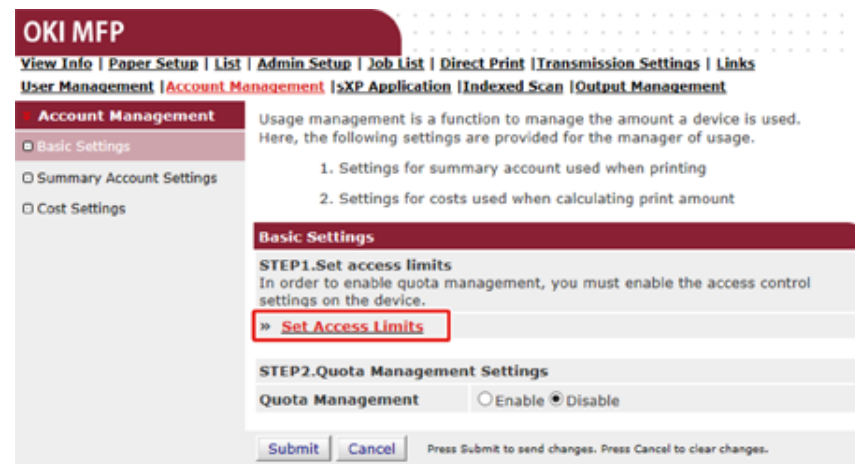 OKI MFP
View Info | Paper Setup | List | Admin Setup | Job List | Direct Print |Transmission Settings | Links
User Management |Account Management |sXP Application |Indexed Scan |Output Management
Account Management
Basic Settings
Summary Account Settings
Cost Settings
Usage management is a function to manage the amount a device is used.
Here, the following settings are provided for the manager of usage.
1. Settings for summary account used when printing
2. Settings for costs used when calculating print amount
Basic Settings
STEP1.Set access limits
In order to enable quota management, you must enable the access control
settings on the device.
» Set Access Limits
STEP2.Quota Management Settings
Quota Management Enable Disable
Submit Cancel Press Submit to send changes. Press Cancel to clear changes.